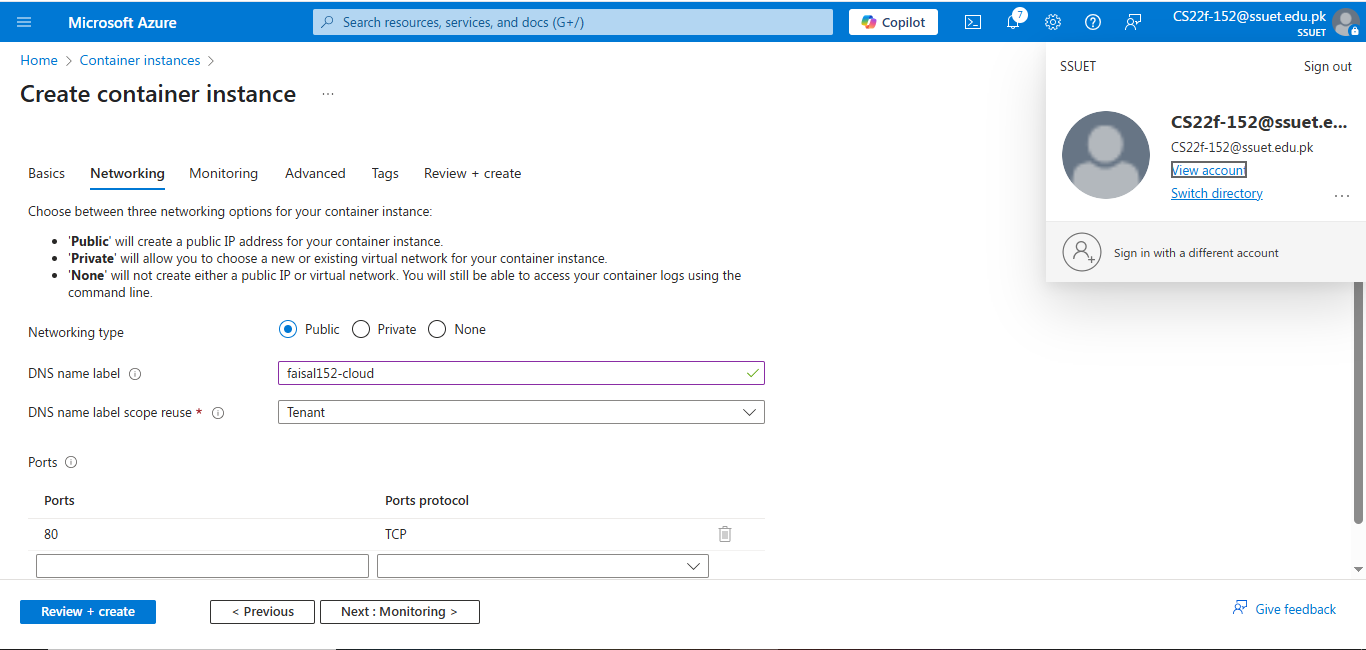 Microsoft Azure
Search resources, services, and docs (G+/)
Copilot
7
CS22f-152@ssuet.edu.pk
SSUET
Home > Container instances >
Create container instance ...
SSUET
Sign out
CS22f-152@ssuet.e...
CS22f-152@ssuet.edu.pk
View account
Switch directory
...
Sign in with a different account
Basics Networking Monitoring Advanced Tags Review + create
Choose between three networking options for your container instance:
• 'Public' will create a public IP address for your container instance.
• 'Private' will allow you to choose a new or existing virtual network for your container instance.
• 'None' will not create either a public IP or virtual network. You will still be able to access your container logs using the
command line.
Networking type Public Private None
DNS name label faisal152-cloud
DNS name label scope reuse * Tenant
Ports
Ports Ports protocol
80 TCP
Review + create < Previous Next : Monitoring > Give feedback